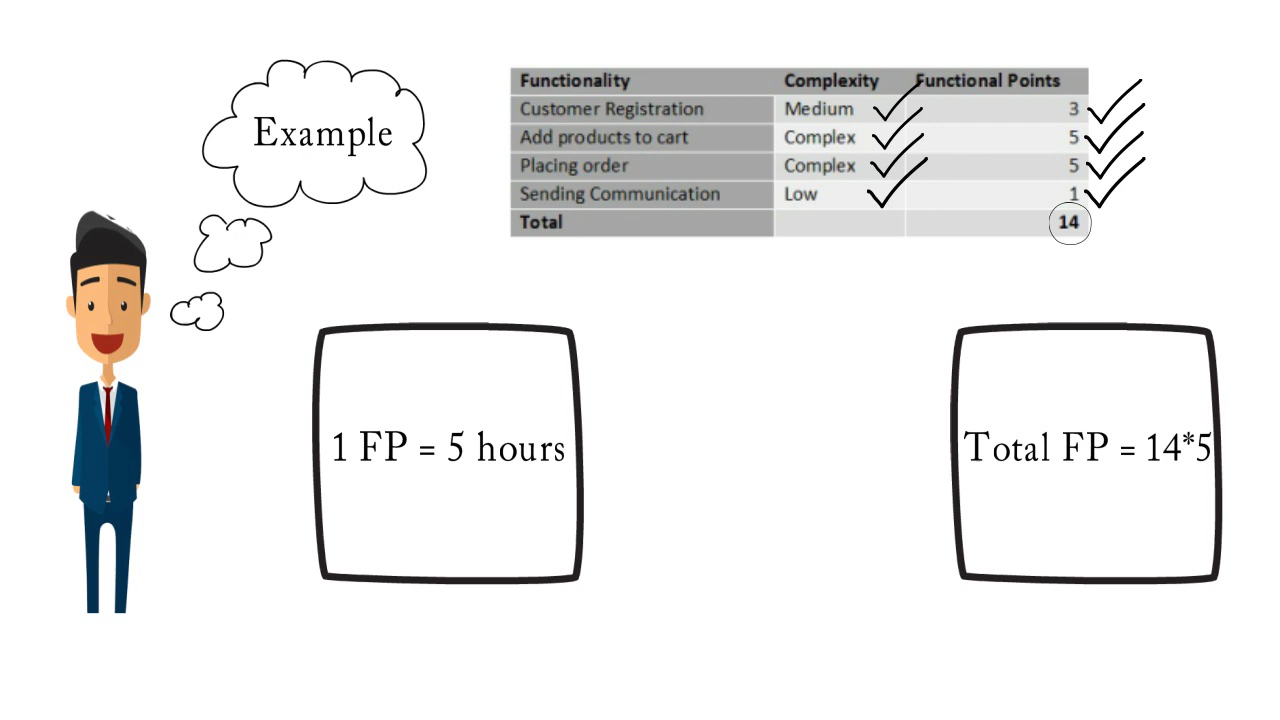 Example
Functionality Complexity Functional Points
Customer Registration Medium 3
Add products to cart Complex 5
Placing order Complex 5
Sending Communication Low 1
Total 14
1 FP = 5 hours
Total FP = 14*5